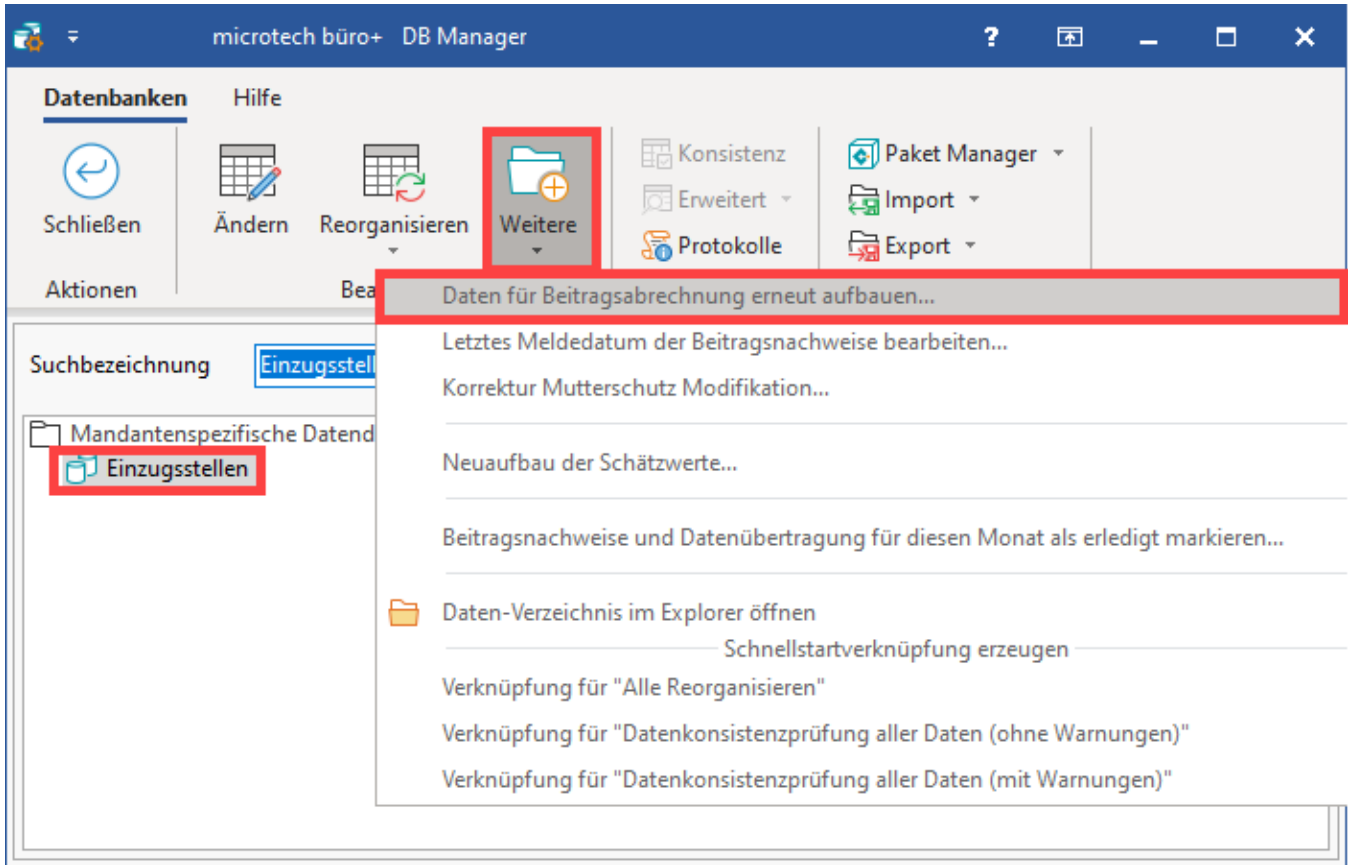 microtech büro+ DB Manager ?
Datenbanken Hilfe
Schließen
Ändern
Reorganisieren
Weitere
Konsistenz
Erweitert
Protokolle
Paket Manager
Import
Export
Aktionen
Bea
Daten für Beitragsabrechnung erneut aufbauen...
Letztes Meldedatum der Beitragsnachweise bearbeiten...
Korrektur Mutterschutz Modifikation...
Neuaufbau der Schätzwerte...
Beitragsnachweise und Datenübertragung für diesen Monat als erledigt markieren...
Daten-Verzeichnis im Explorer öffnen
Schnellstartverknüpfung erzeugen
Verknüpfung für "Alle Reorganisieren"
Verknüpfung für "Datenkonsistenzprüfung aller Daten (ohne Warnungen)"
Verknüpfung für "Datenkonsistenzprüfung aller Daten (mit Warnungen)"
Suchbezeichnung Einzugsstell
Mandantenspezifische Datend
Einzugsstellen